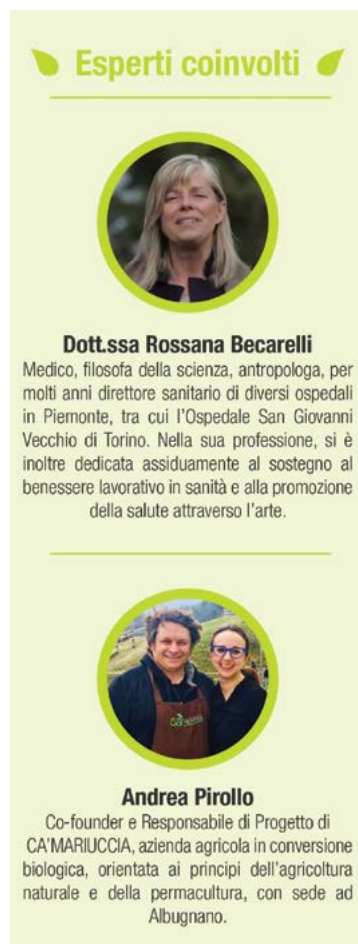 Esperti coinvolti
Dott.ssa Rossana Becarelli
Medico, filosofa della scienza, antropologa, per
molti anni direttore sanitario di diversi ospedali
in Piemonte, tra cui l'Ospedale San Giovanni
Vecchio di Torino. Nella sua professione, si è
inoltre dedicata assiduamente al sostegno al
benessere lavorativo in sanità e alla promozione
della salute attraverso l'arte.
Andrea Pirollo
Co-founder e Responsabile di Progetto di
CA'MARIUCCIA, azienda agricola in conversione
biologica, orientata ai principi dell'agricoltura
naturale e della permacultura, con sede ad
Albugnano.